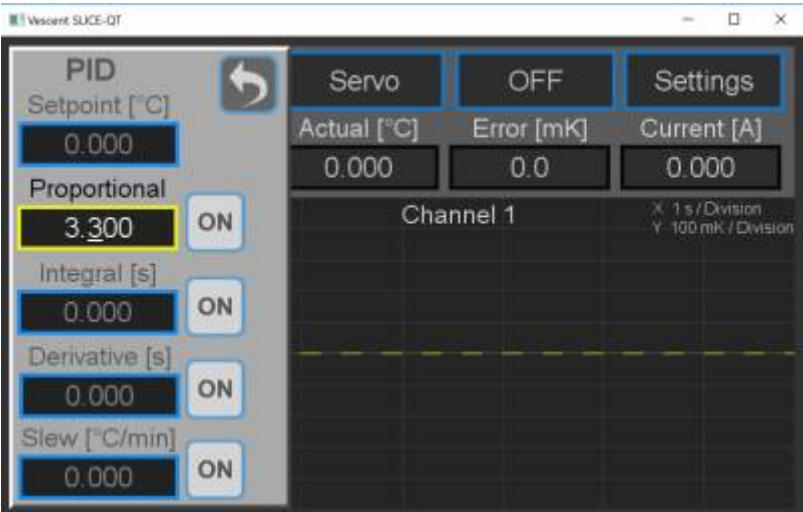 Vescent SLICE-QT
PID
Setpoint [°C]
0.000
Proportional
3.300
ON
Integral [s]
0.000
ON
Derivative [s]
0.000
ON
Slew [°C/min]
0.000
ON
Servo
OFF
Settings
Actual [°C]
Error [mK]
Current [A]
0.000
0.0
0.000
Channel 1
X 1 s / Division
Y 100 mK / Division